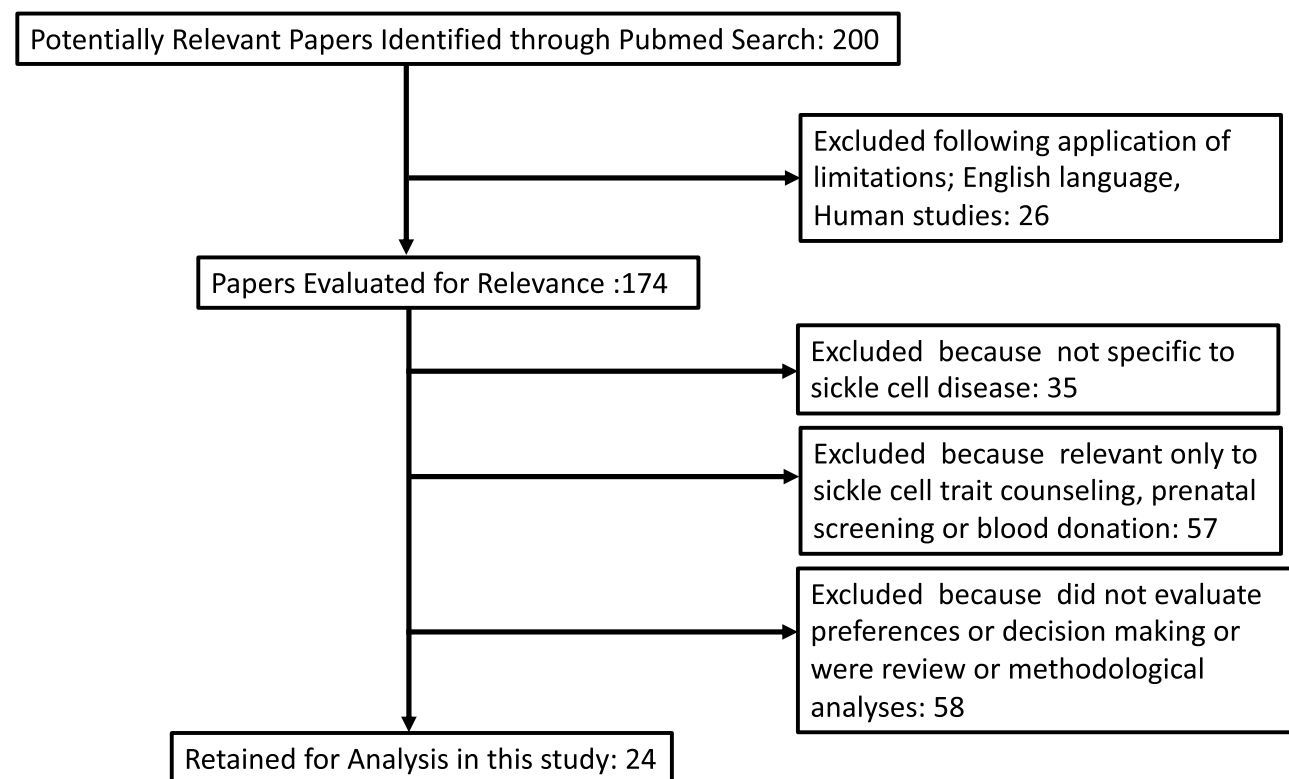 Potentially Relevant Papers Identified through Pubmed Search: 200
Excluded following application of
limitations; English language,
Human studies: 26
Papers Evaluated for Relevance :174
Excluded  because  not specific to
sickle cell disease: 35
Excluded  because  relevant only to
sickle cell trait counseling, prenatal
screening or blood donation: 57
Excluded  because  did not evaluate
preferences or decision making or
were review or methodological
analyses: 58
Retained for Analysis in this study: 24